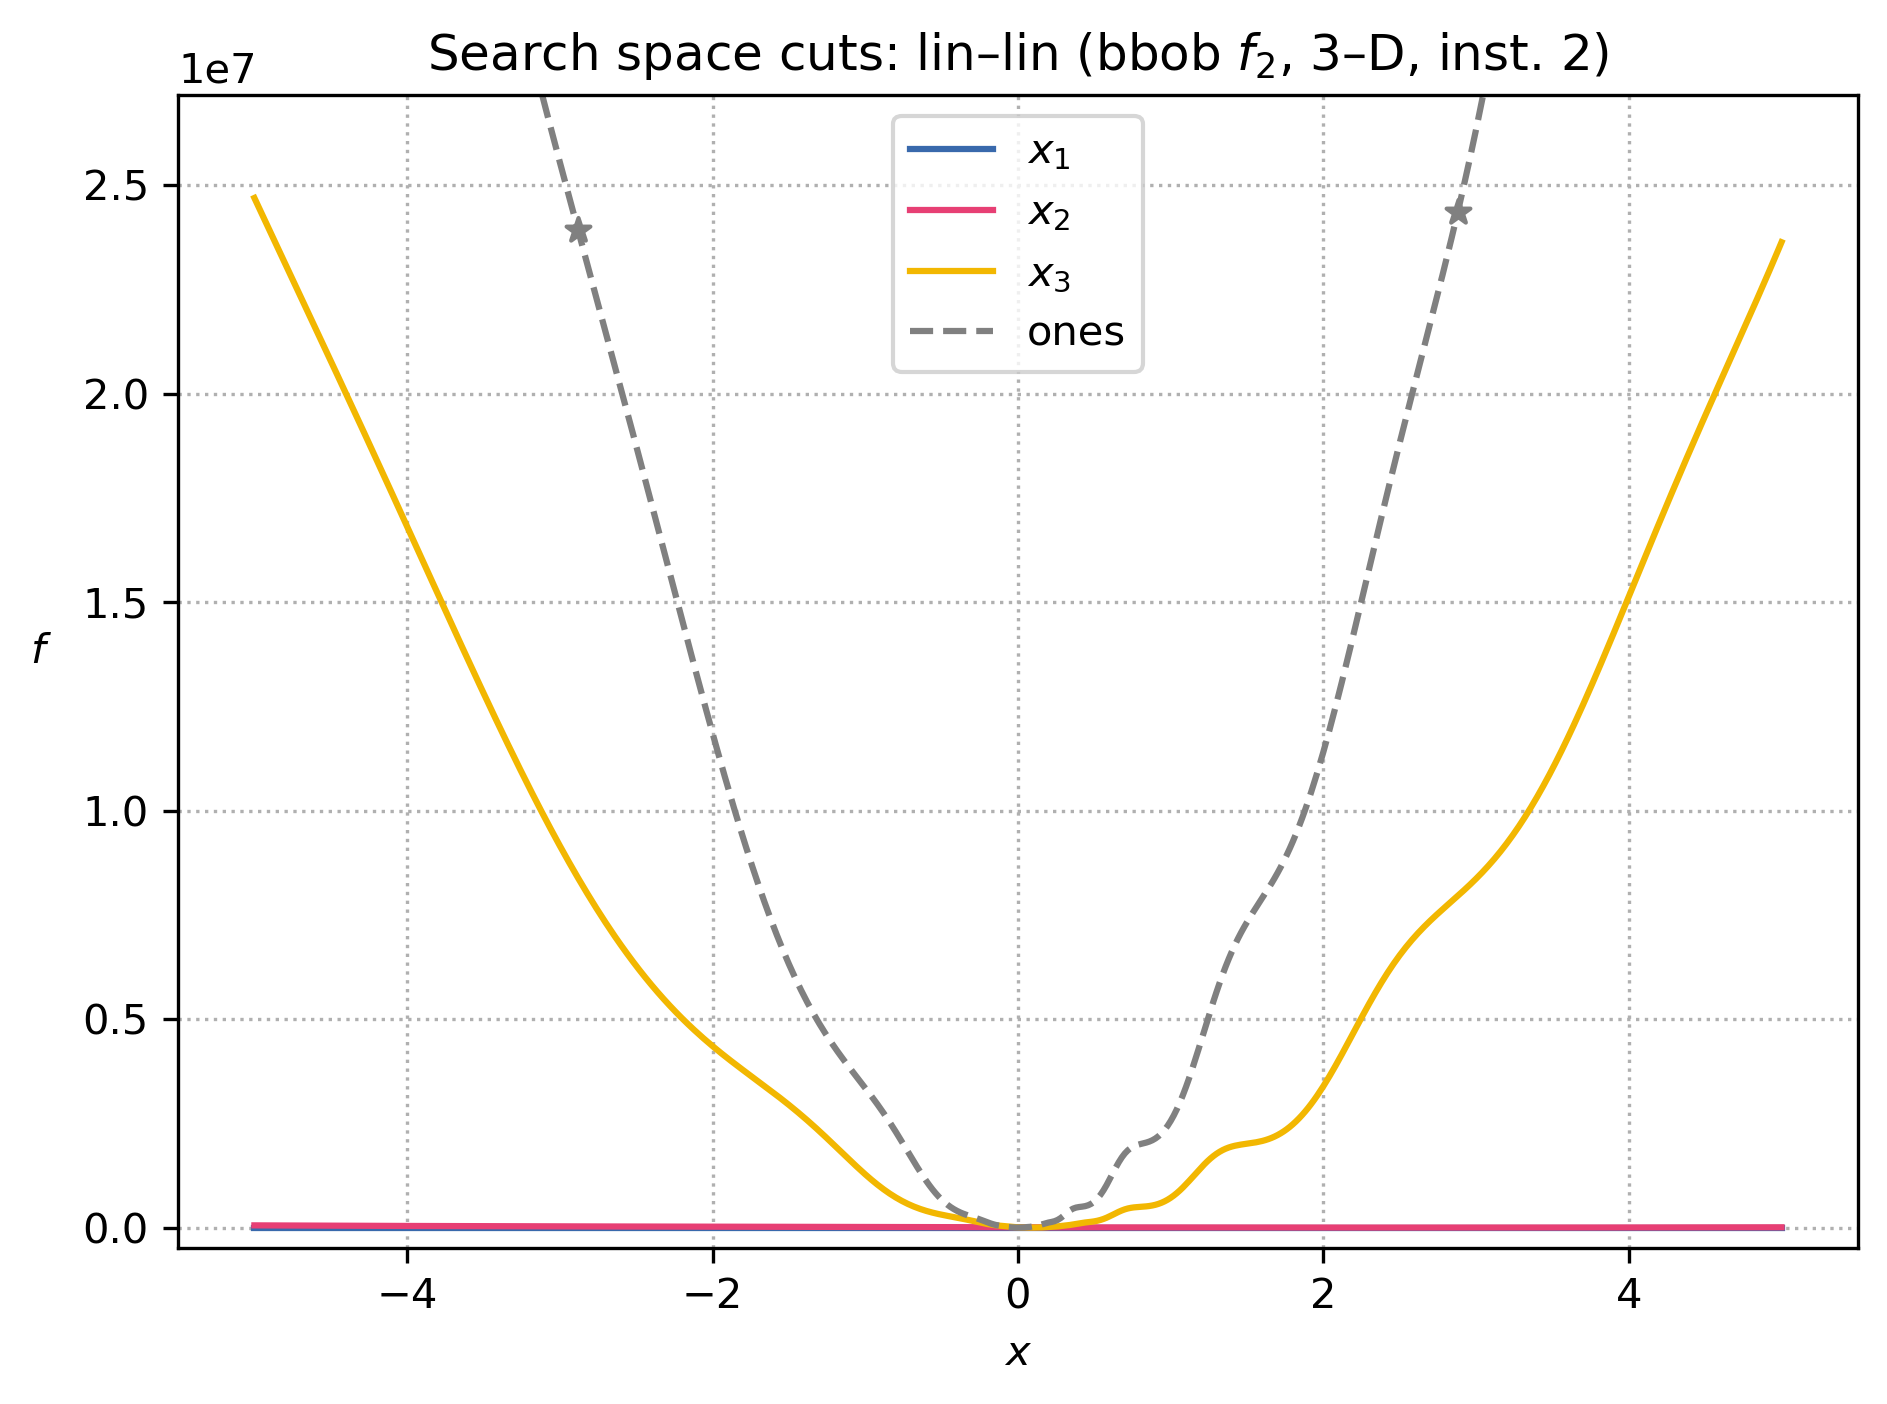 Search space cuts: lin–lin (bbob f₂, 3–D, inst. 2)
1e7
x₁
x₂
x₃
ones
2.5
2.0
1.5
1.0
0.5
0.0
f
−4 −2 0 2 4
x